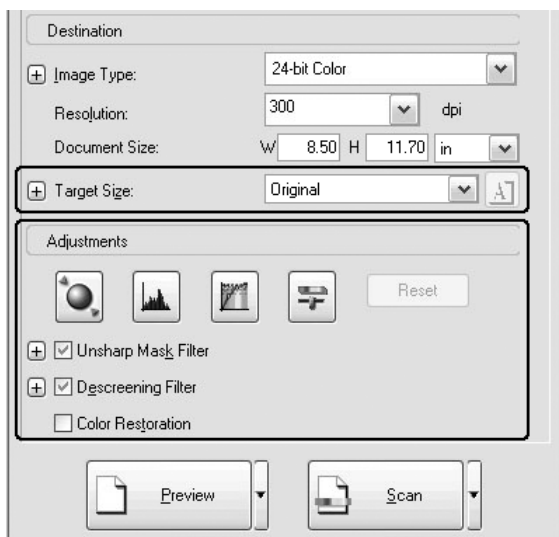 Destination
Image Type: 24-bit Color
Resolution: 300 dpi
Document Size: W 8.50 H 11.70 in
Target Size: Original A
Adjustments
Reset
Unsharp Mask Filter
Descreening Filter
Color Restoration
Preview Scan